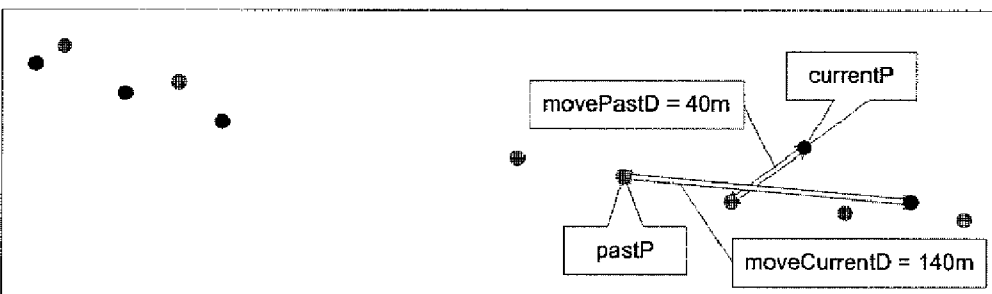 currentP
movePastD = 40m
pastP
moveCurrentD = 140m